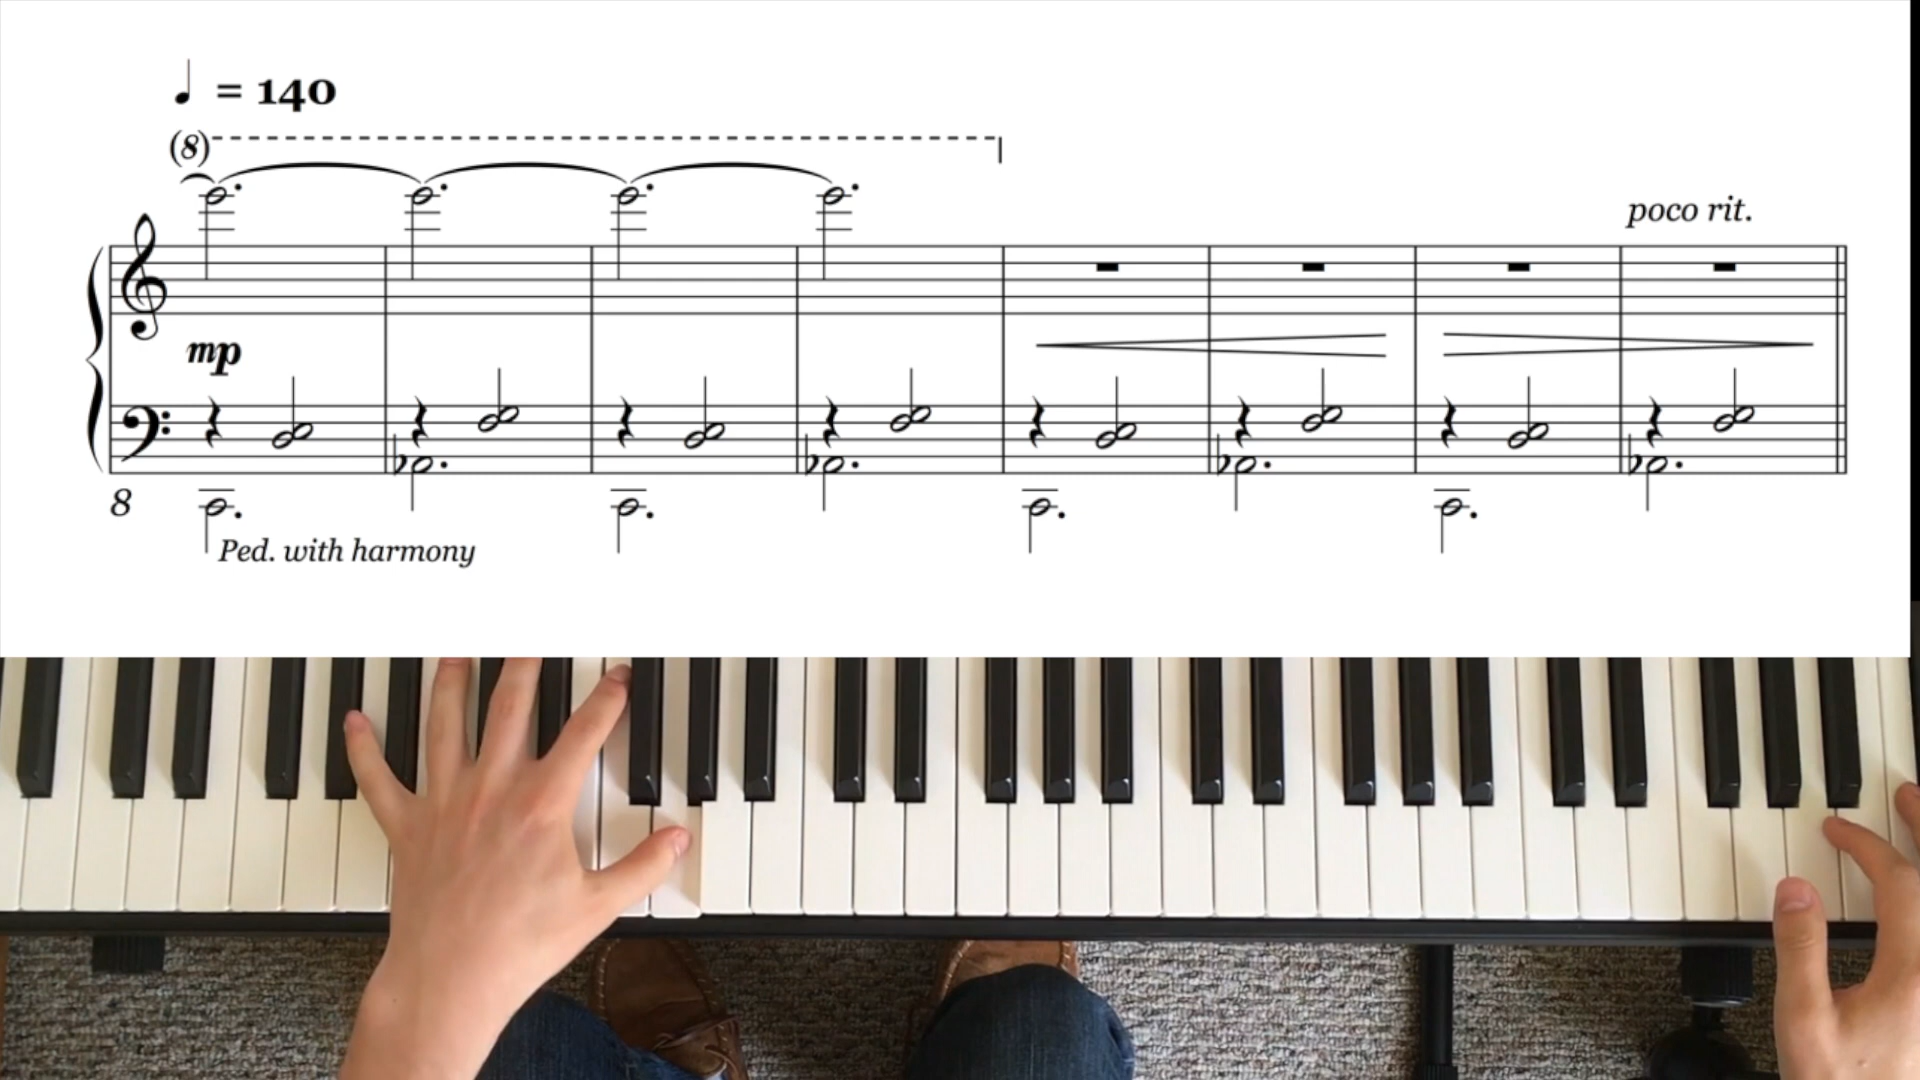 ♩ = 140
(8)
poco rit.
mp
8
Ped. with harmony